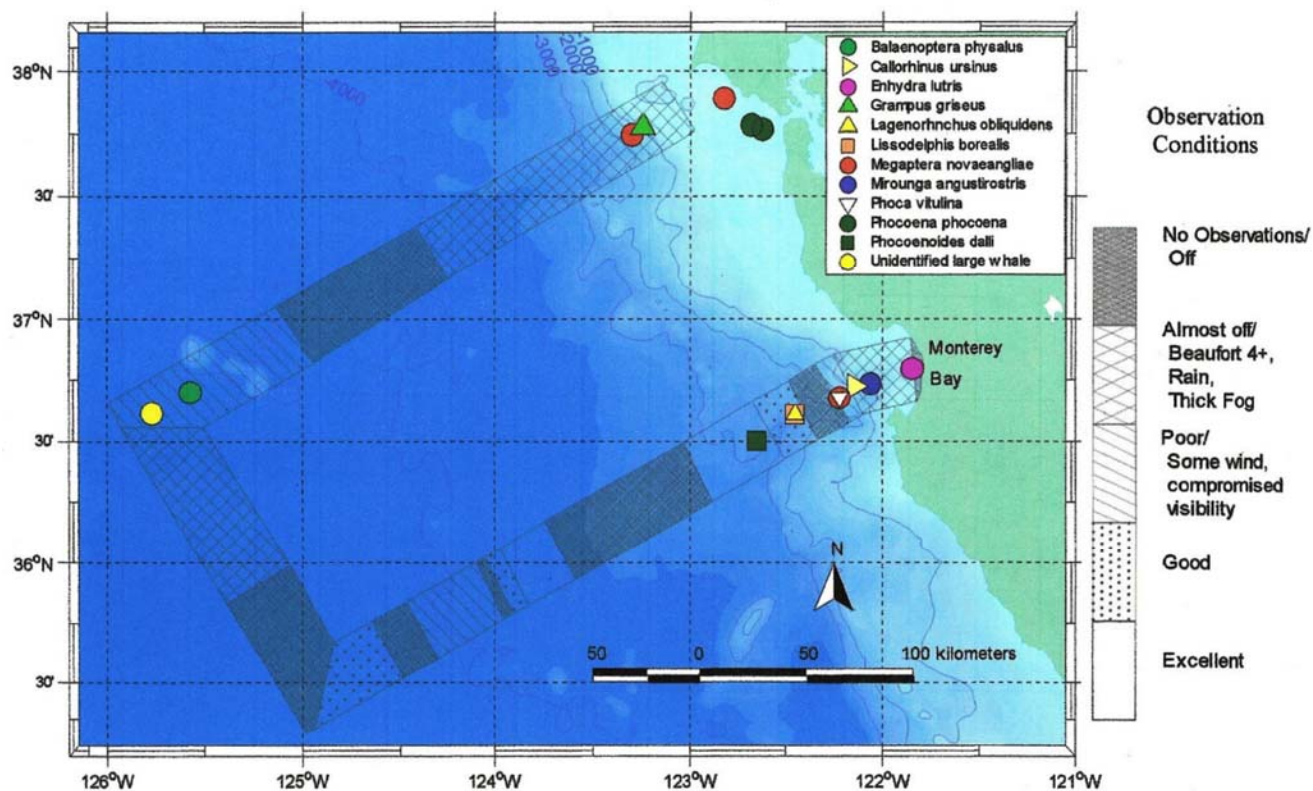 -1000
-2000
-3000
-4000
38°N
30'
37°N
30'
36°N
30'
126°W
125°W
124°W
123°W
122°W
121°W
Balaenoptera physalus
Callorhinus ursinus
Enhydra lutris
Grampus griseus
Lagenorhnchus obliquidens
Lissodelphis borealis
Megaptera novaeangliae
Mirounga angustirostris
Phoca vitulina
Phocoena phocoena
Phocoenoides dalli
Unidentified large whale
Monterey
Bay
N
50 0 50 100 kilometers
Observation
Conditions
No Observations/
Off
Almost off/
Beaufort 4+,
Rain,
Thick Fog
Poor/
Some wind,
compromised
visibility
Good
Excellent